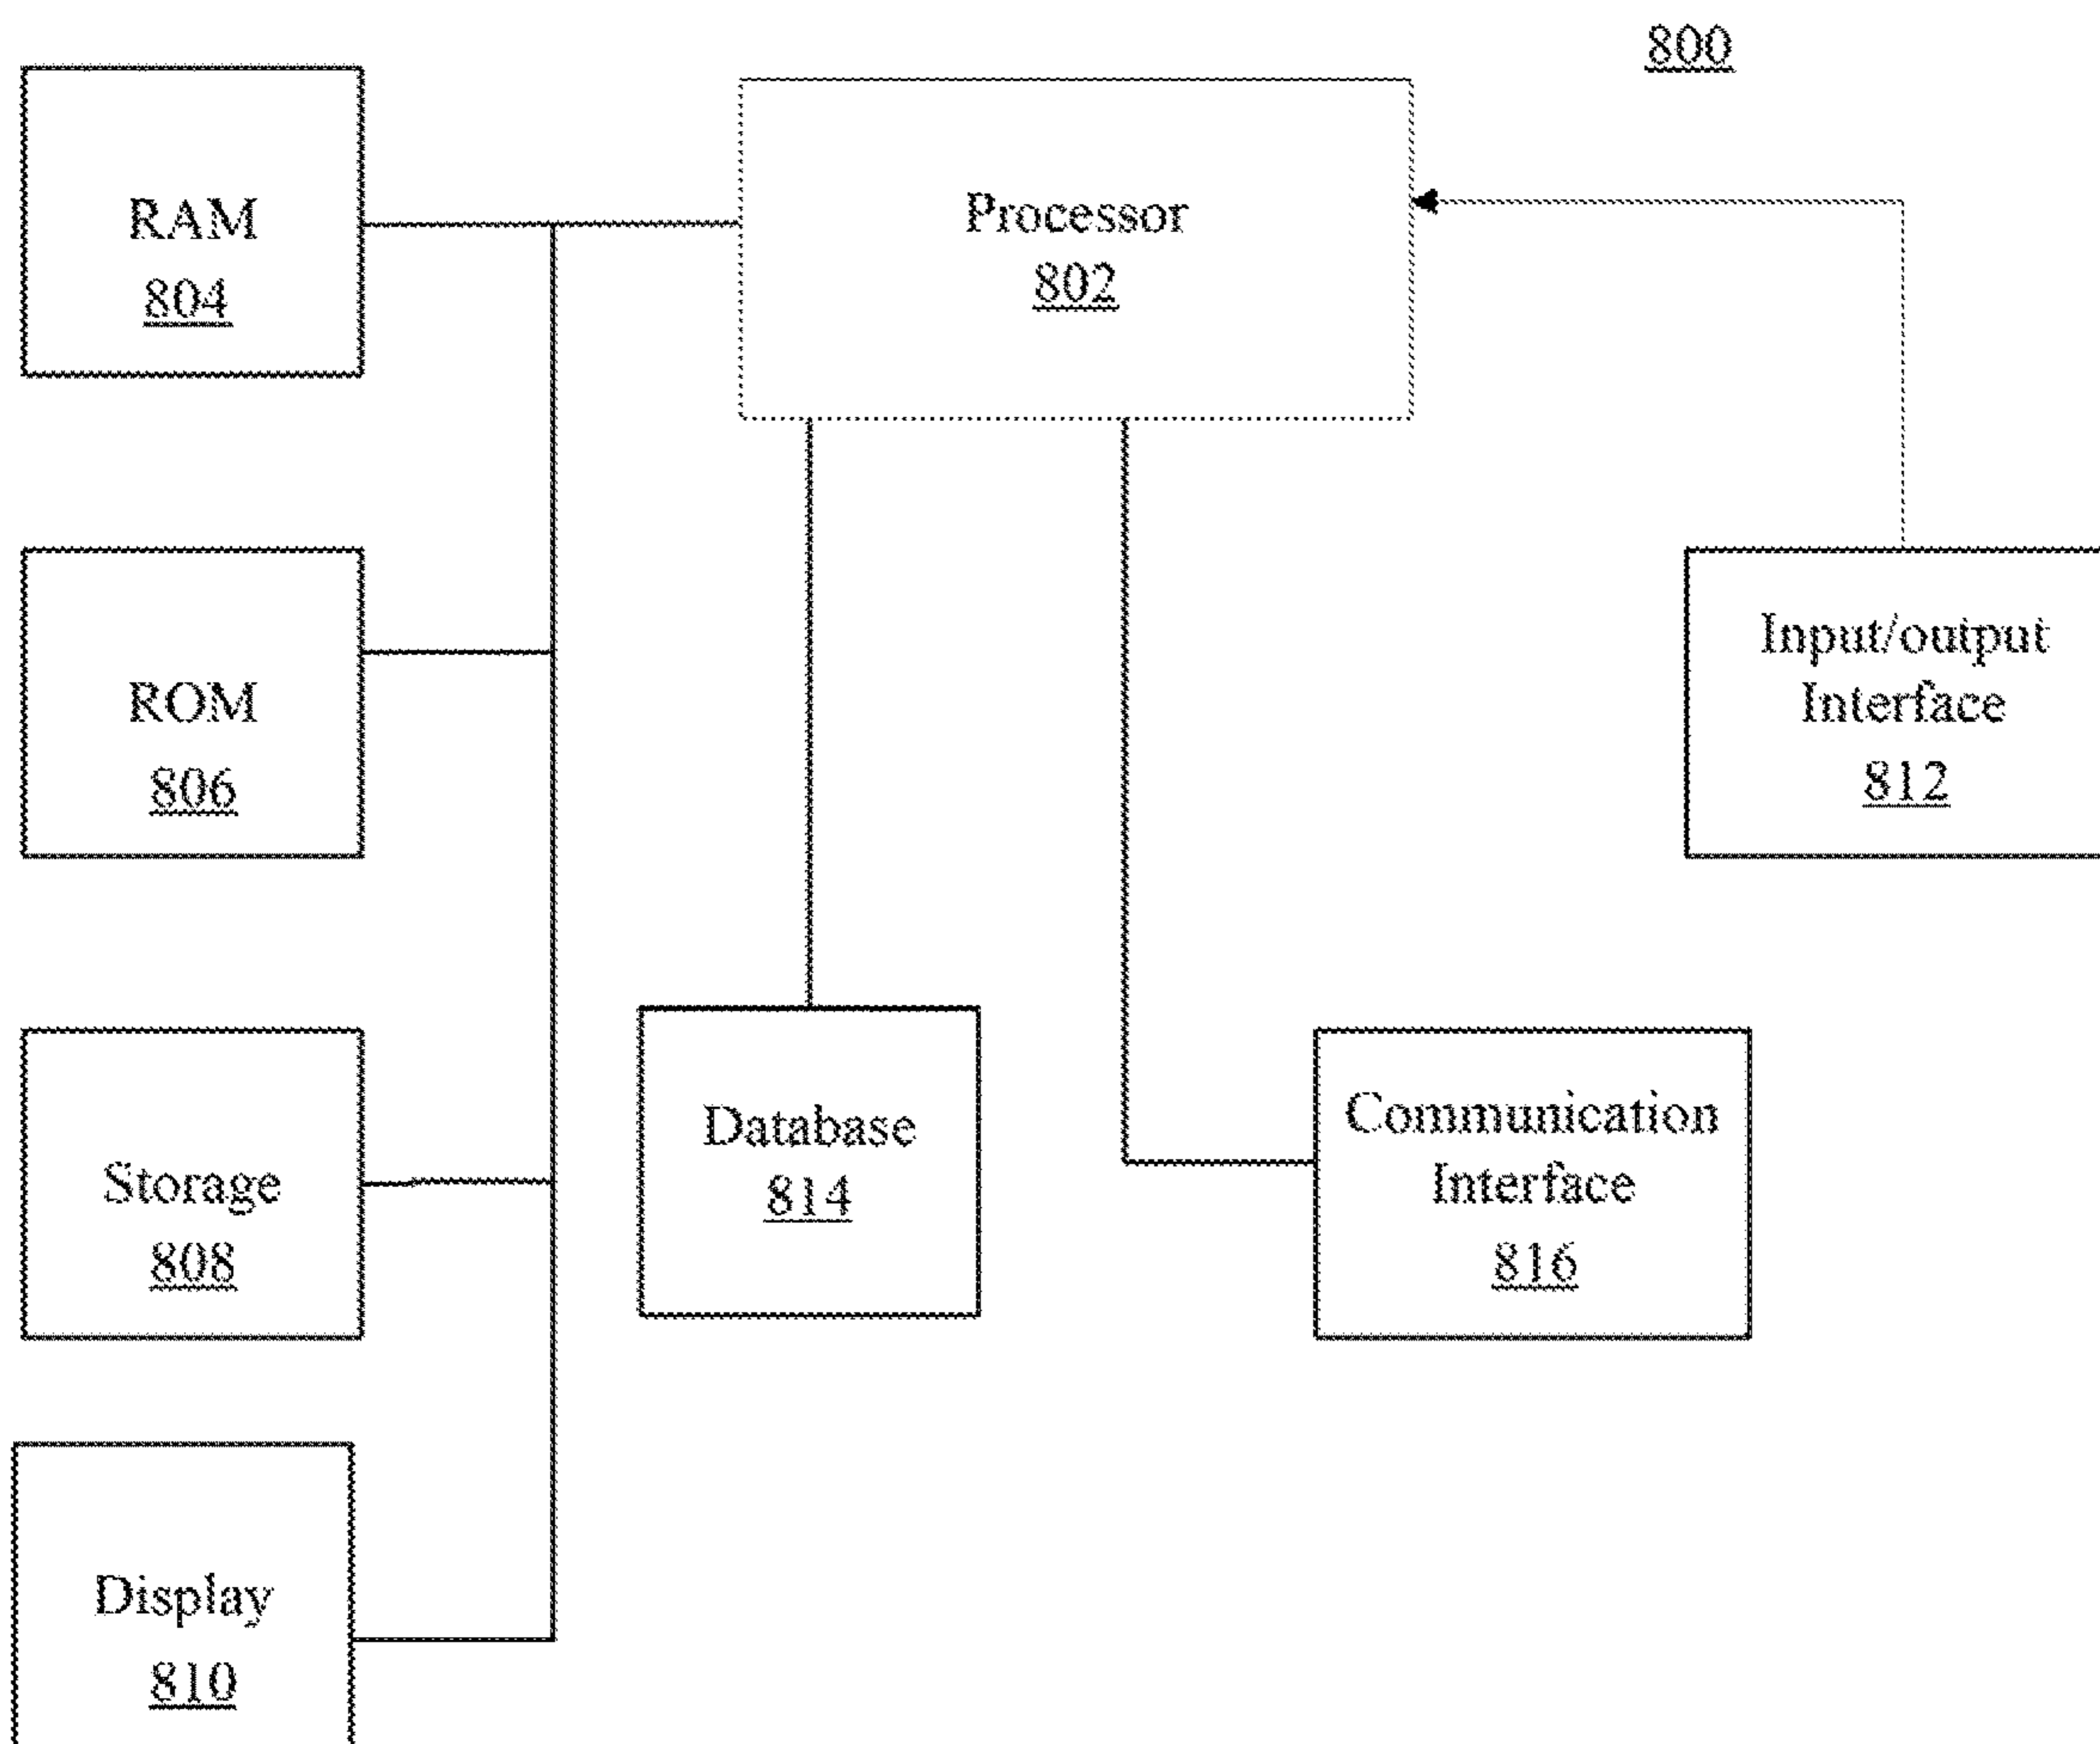 800
RAM
804
Processor
802
ROM
806
Input/output
Interface
812
Storage
808
Database
814
Communication
Interface
816
Display
810